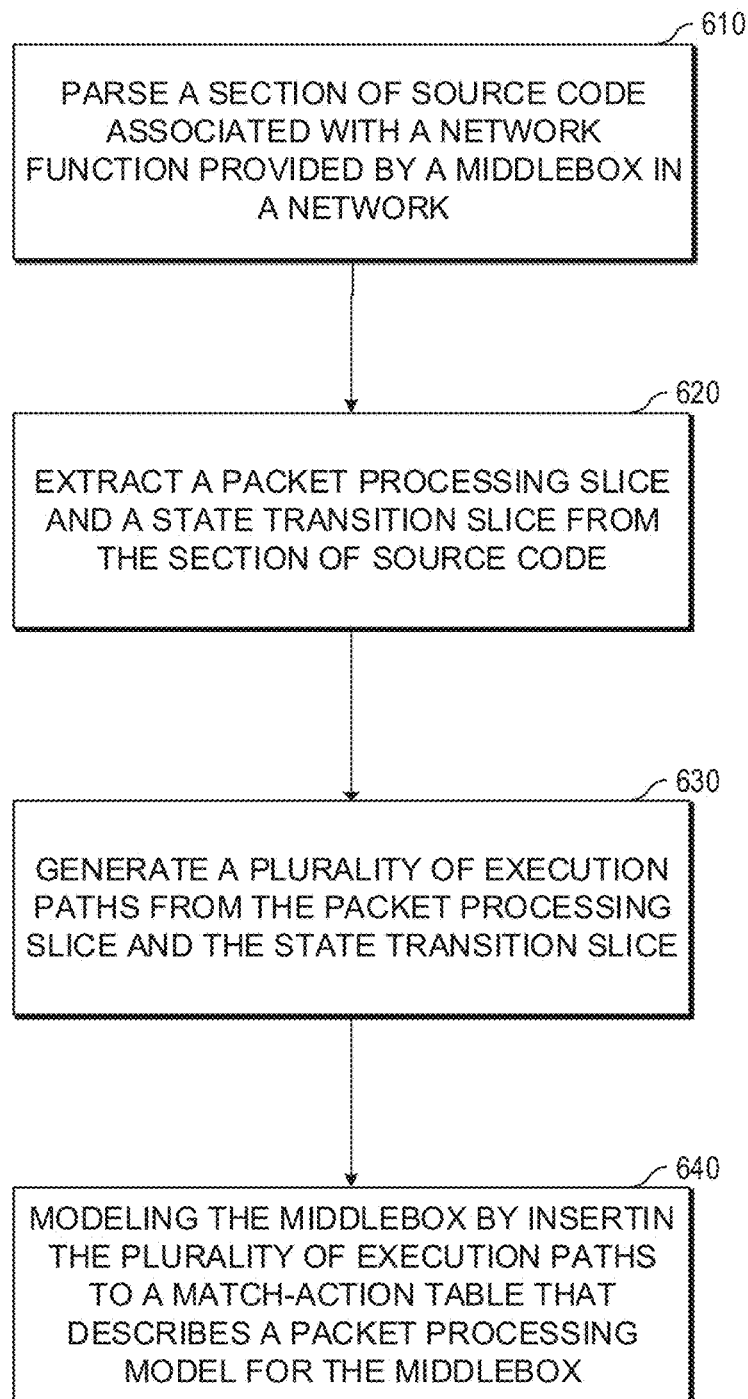 610
PARSE A SECTION OF SOURCE CODE
ASSOCIATED WITH A NETWORK
FUNCTION PROVIDED BY A MIDDLEBOX IN
A NETWORK
620
EXTRACT A PACKET PROCESSING SLICE
AND A STATE TRANSITION SLICE FROM
THE SECTION OF SOURCE CODE
630
GENERATE A PLURALITY OF EXECUTION
PATHS FROM THE PACKET PROCESSING
SLICE AND THE STATE TRANSITION SLICE
640
MODELING THE MIDDLEBOX BY INSERTIN
THE PLURALITY OF EXECUTION PATHS
TO A MATCH-ACTION TABLE THAT
DESCRIBES A PACKET PROCESSING
MODEL FOR THE MIDDLEBOX